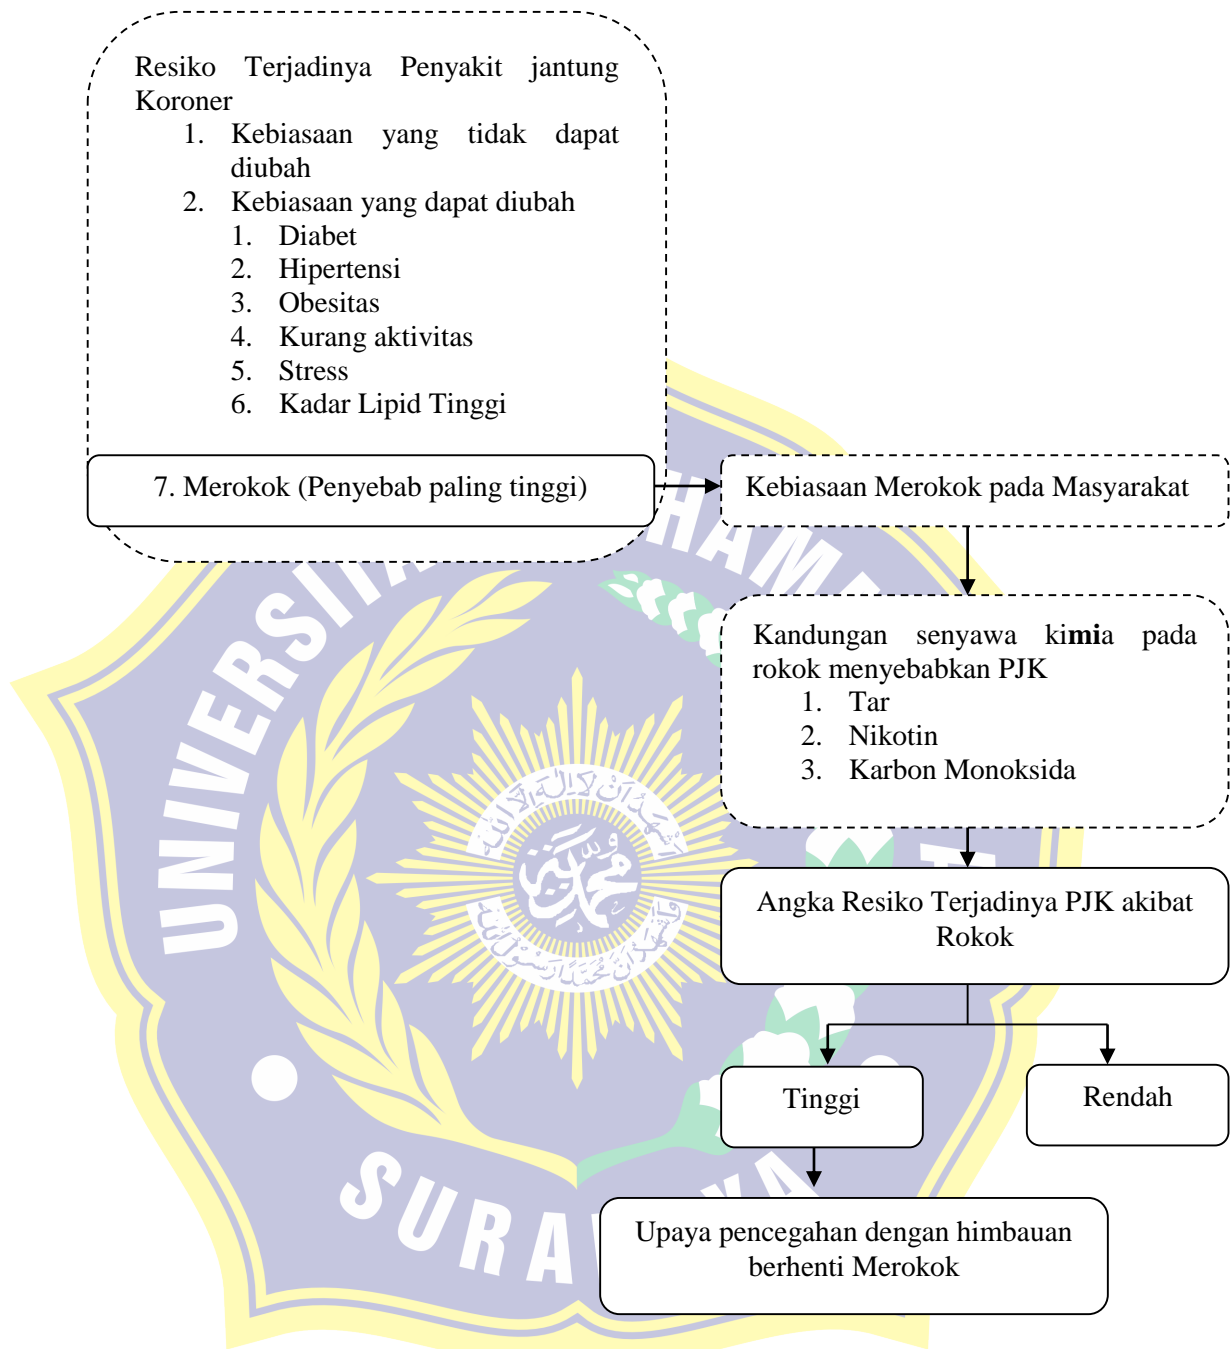 Resiko Terjadinya Penyakit jantung
Koroner
1. Kebiasaan yang tidak dapat
diubah
2. Kebiasaan yang dapat diubah
1. Diabet
2. Hipertensi
3. Obesitas
4. Kurang aktivitas
5. Stress
6. Kadar Lipid Tinggi
7. Merokok (Penyebab paling tinggi)
Kebiasaan Merokok pada Masyarakat
Kandungan senyawa kimia pada
rokok menyebabkan PJK
1. Tar
2. Nikotin
3. Karbon Monoksida
Angka Resiko Terjadinya PJK akibat
Rokok
Tinggi
Rendah
Upaya pencegahan dengan himbauan
berhenti Merokok